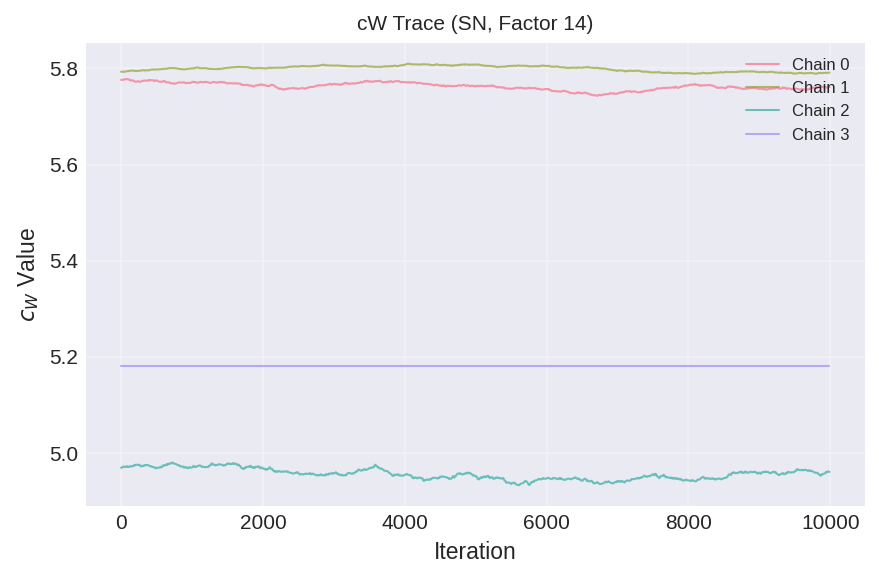 cW Trace (SN, Factor 14)
5.8
5.6
5.4
5.2
5.0
cW Value
Chain 0
Chain 1
Chain 2
Chain 3
0 2000 4000 6000 8000 10000
Iteration